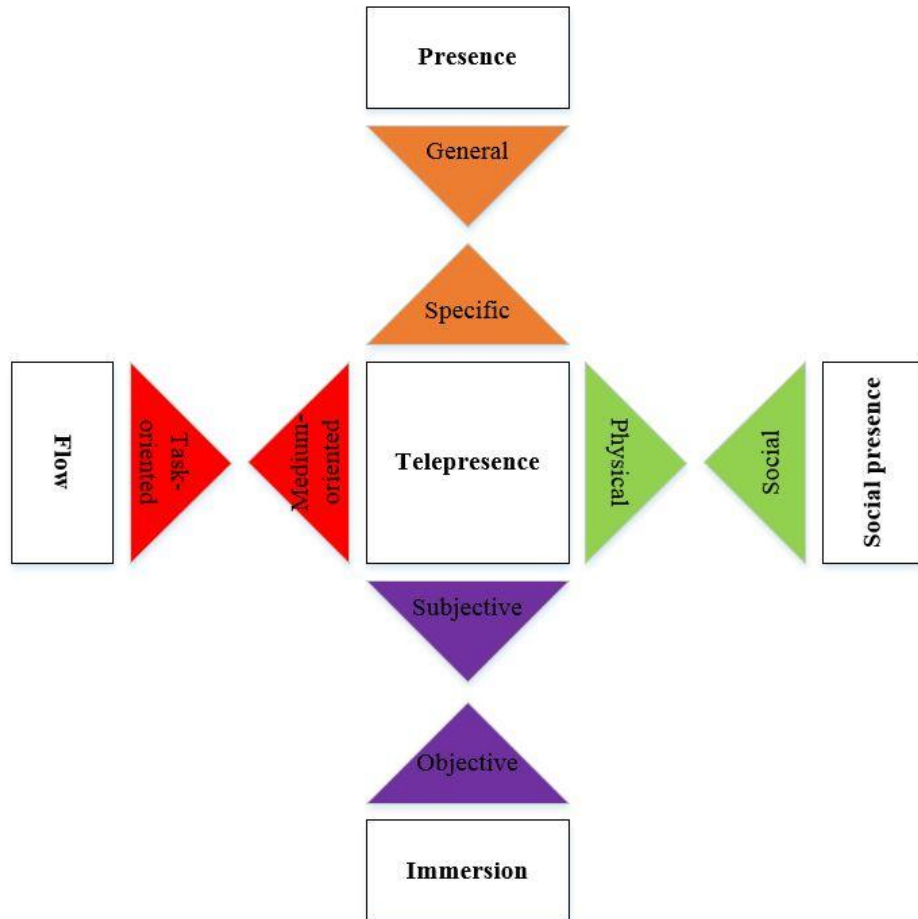 Presence
General
Specific
Flow
Task-
oriented
Medium-
oriented
Telepresence
Physical
Social
Social presence
Subjective
Objective
Immersion